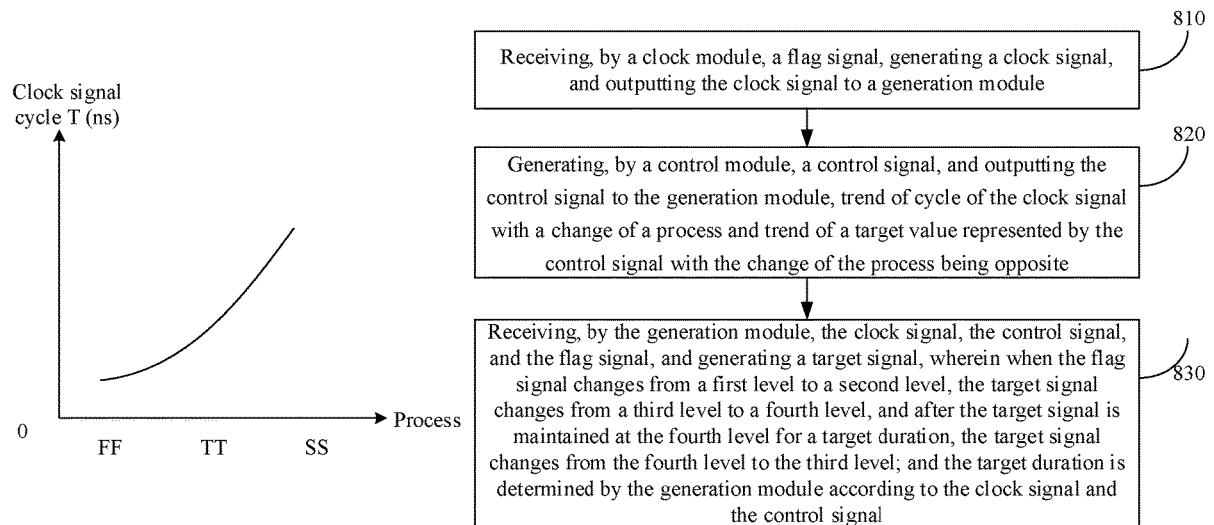 Clock signal
cycle T (ns)
0
FF
TT
SS
Process
810
Receiving, by a clock module, a flag signal, generating a clock signal,
and outputting the clock signal to a generation module
820
Generating, by a control module, a control signal, and outputting the
control signal to the generation module, trend of cycle of the clock signal
with a change of a process and trend of a target value represented by the
control signal with the change of the process being opposite
830
Receiving, by the generation module, the clock signal, the control signal,
and the flag signal, and generating a target signal, wherein when the flag
signal changes from a first level to a second level, the target signal
changes from a third level to a fourth level, and after the target signal is
maintained at the fourth level for a target duration, the target signal
changes from the fourth level to the third level; and the target duration is
determined by the generation module according to the clock signal and
the control signal